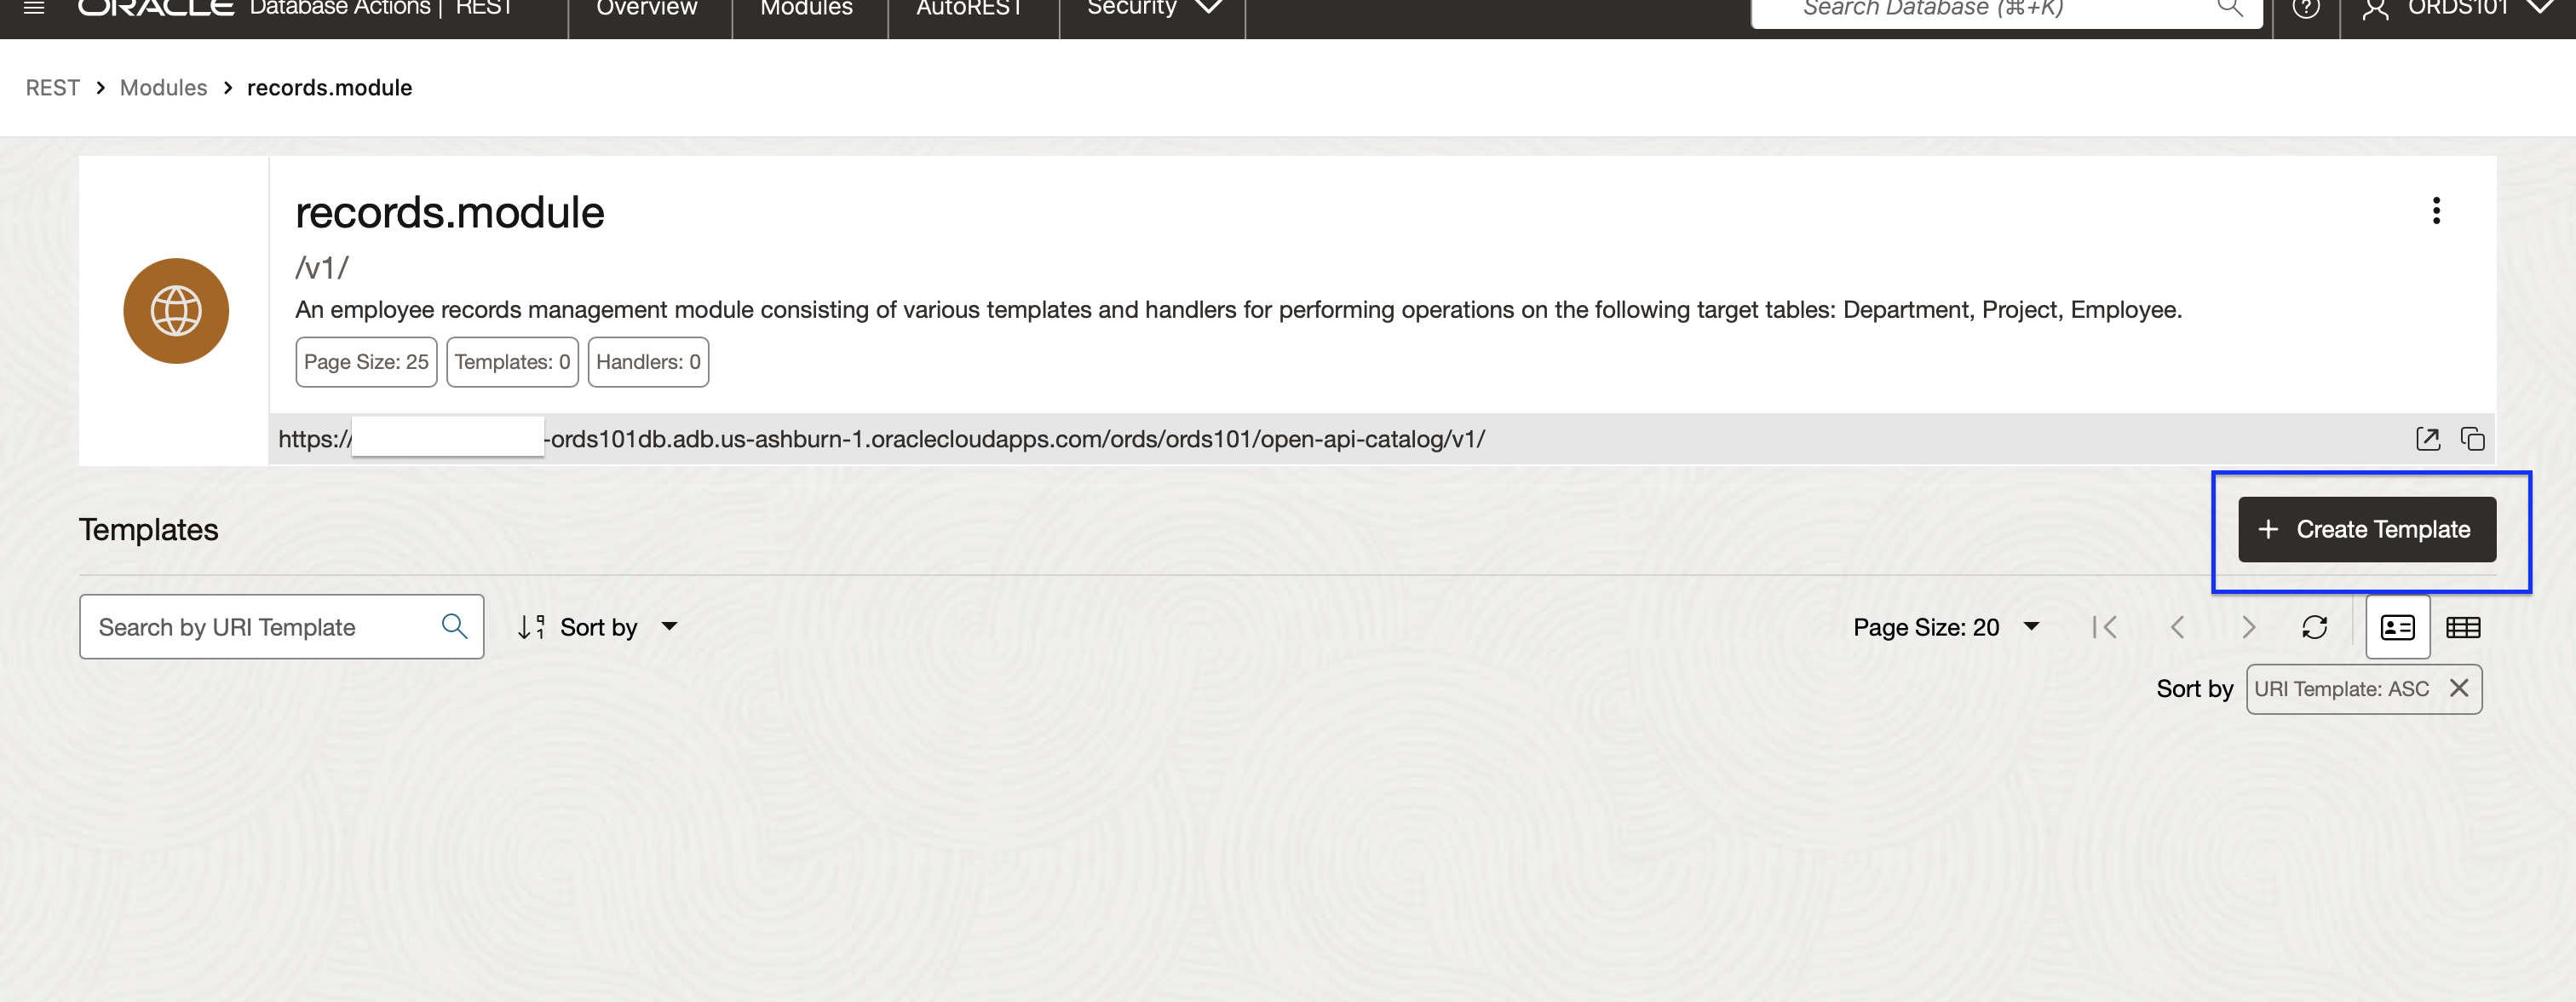 ORACLE Database Actions | REST Overview Modules AutoREST Security Search Database (⌘+K) ORDS101
REST > Modules > records.module
records.module
/v1/
An employee records management module consisting of various templates and handlers for performing operations on the following target tables: Department, Project, Employee.
Page Size: 25 Templates: 0 Handlers: 0
https:// -ords101db.adb.us-ashburn-1.oraclecloudapps.com/ords/ords101/open-api-catalog/v1/
Templates
+ Create Template
Search by URI Template Sort by Page Size: 20
Sort by URI Template: ASC